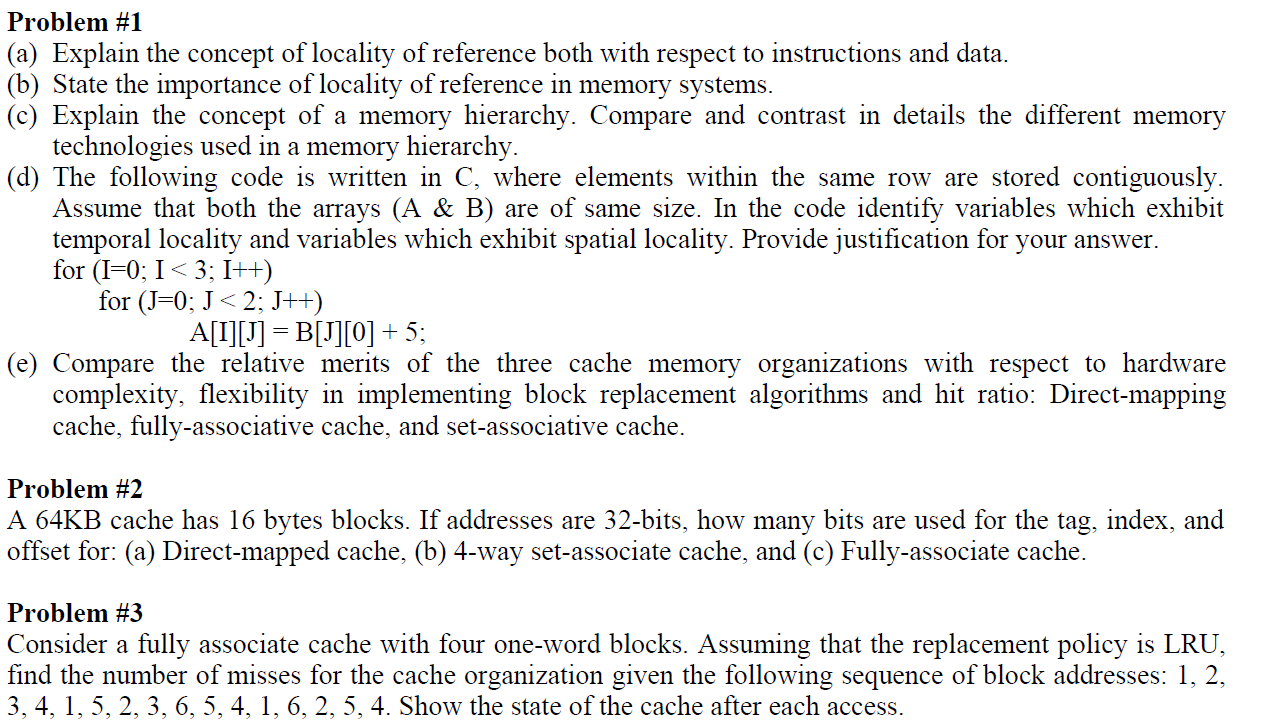 Problem #1
(a) Explain the concept of locality of reference both with respect to instructions and data.
(b) State the importance of locality of reference in memory systems.
(c) Explain the concept of a memory hierarchy. Compare and contrast in details the different memory
technologies used in a memory hierarchy.
(d) The following code is written in C, where elements within the same row are stored contiguously.
Assume that both the arrays (A & B) are of same size. In the code identify variables which exhibit
temporal locality and variables which exhibit spatial locality. Provide justification for your answer.
for (I=0; I < 3; I++)
for (J=0; J < 2; J++)
A[I][J] = B[J][0] + 5;
(e) Compare the relative merits of the three cache memory organizations with respect to hardware
complexity, flexibility in implementing block replacement algorithms and hit ratio: Direct-mapping
cache, fully-associative cache, and set-associative cache.
Problem #2
A 64KB cache has 16 bytes blocks. If addresses are 32-bits, how many bits are used for the tag, index, and
offset for: (a) Direct-mapped cache, (b) 4-way set-associate cache, and (c) Fully-associate cache.
Problem #3
Consider a fully associate cache with four one-word blocks. Assuming that the replacement policy is LRU,
find the number of misses for the cache organization given the following sequence of block addresses: 1, 2,
3, 4, 1, 5, 2, 3, 6, 5, 4, 1, 6, 2, 5, 4. Show the state of the cache after each access.